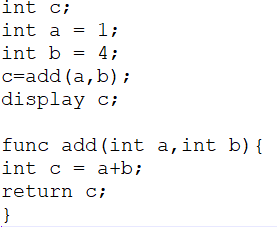 int c;
int a = 1;
int b = 4;
c=add(a,b);
display c;

func add(int a,int b){
int c = a+b;
return c;
}